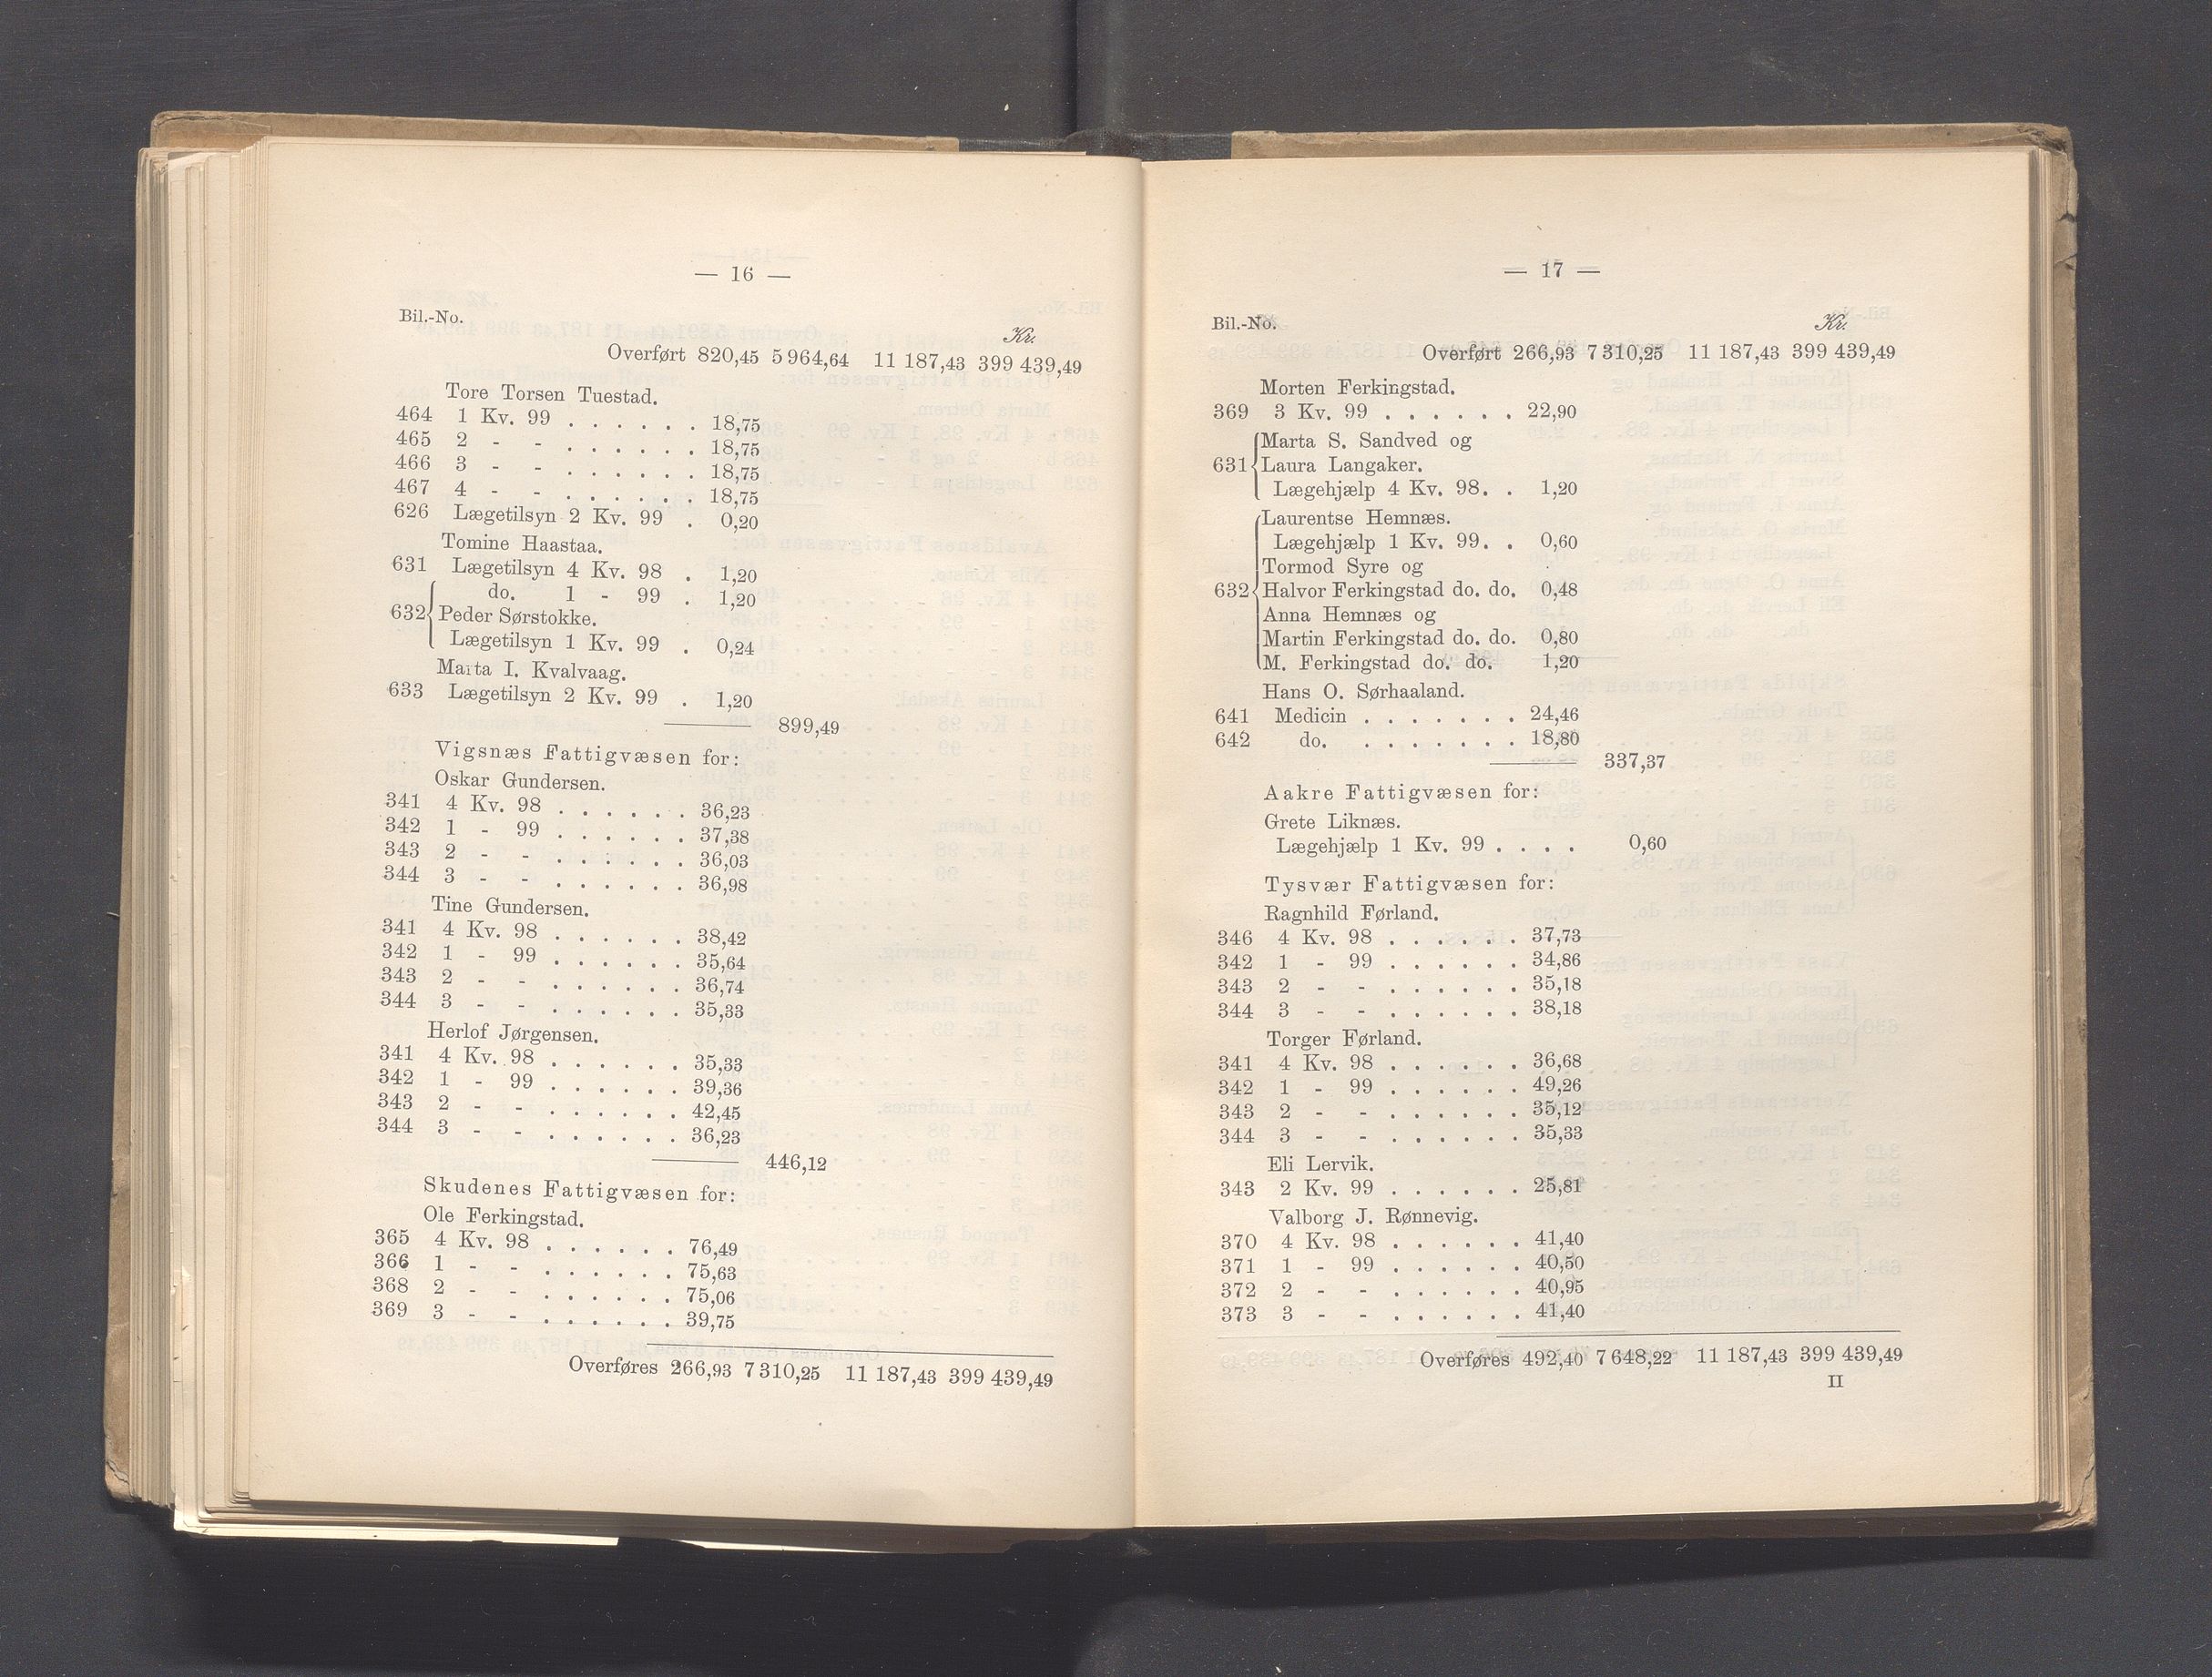 — 16 —
Bil.-No.
Kr.
Overført 820,45 5 964,64 11 187,43 399 439,49
Tore Torsen Tuestad.
464 1 Kv. 99 . . . . . . 18,75
465 2 - - . . . . . . 18,75
466 3 - - . . . . . . 18,75
467 4 - - . . . . . . 18,75
626 Lægetilsyn 2 Kv. 99 . 0,20
Tomine Haastaa.
631 Lægetilsyn 4 Kv. 98 . 1,20
do. 1 - 99 . 1,20
632 Peder Sørstokke.
Lægetilsyn 1 Kv. 99 . 0,24
Marta I. Kvalvaag.
633 Lægetilsyn 2 Kv. 99 . 1,20
899,49
Vigsnæs Fattigvæsen for:
Oskar Gundersen.
341 4 Kv. 98 . . . . . . 36,23
342 1 - 99 . . . . . . 37,38
343 2 - - . . . . . . 36,03
344 3 - - . . . . . . 36,98
Tine Gundersen.
341 4 Kv. 98 . . . . . . 38,42
342 1 - 99 . . . . . . 35,64
343 2 - - . . . . . . 36,74
344 3 - - . . . . . . 35,33
Herlof Jørgensen.
341 4 Kv. 98 . . . . . . 35,33
342 1 - 99 . . . . . . 39,36
343 2 - - . . . . . . 42,45
344 3 - - . . . . . . 36,23
446,12
Skudenes Fattigvæsen for:
Ole Ferkingstad.
365 4 Kv. 98 . . . . . . 76,49
366 1 - - . . . . . . 75,63
368 2 - - . . . . . . 75,06
369 3 - - . . . . . . 39,75
Overføres 266,93 7 310,25 11 187,43 399 439,49
— 17 —
Bil.-No.
Kr.
Overført 266,93 7 310,25 11 187,43 399 439,49
Morten Ferkingstad.
369 3 Kv. 99 . . . . . . 22,90
Marta S. Sandved og
631 Laura Langaker.
Lægehjælp 4 Kv. 98. . 1,20
Laurentse Hemnæs.
Lægehjælp 1 Kv. 99. . 0,60
Tormod Syre og
632 Halvor Ferkingstad do. do. 0,48
Anna Hemnæs og
Martin Ferkingstad do. do. 0,80
M. Ferkingstad do. do. 1,20
Hans O. Sørhaaland.
641 Medicin . . . . . . . 24,46
642 do. . . . . . . . 18,80
337,37
Aakre Fattigvæsen for:
Grete Liknæs.
Lægehjælp 1 Kv. 99 . . . . 0,60
Tysvær Fattigvæsen for:
Ragnhild Førland.
346 4 Kv. 98 . . . . . . 37,73
342 1 - 99 . . . . . . 34,86
343 2 - - . . . . . . 35,18
344 3 - - . . . . . . 38,18
Torger Førland.
341 4 Kv. 98 . . . . . . 36,68
342 1 - 99 . . . . . . 49,26
343 2 - - . . . . . . 35,12
344 3 - - . . . . . . 35,33
Eli Lervik.
343 2 Kv. 99 . . . . . . 25,81
Valborg J. Rønnevig.
370 4 Kv. 98 . . . . . . 41,40
371 1 - 99 . . . . . . 40,50
372 2 - - . . . . . . 40,95
373 3 - - . . . . . . 41,40
Overføres 492,40 7 648,22 11 187,43 399 439,49
II